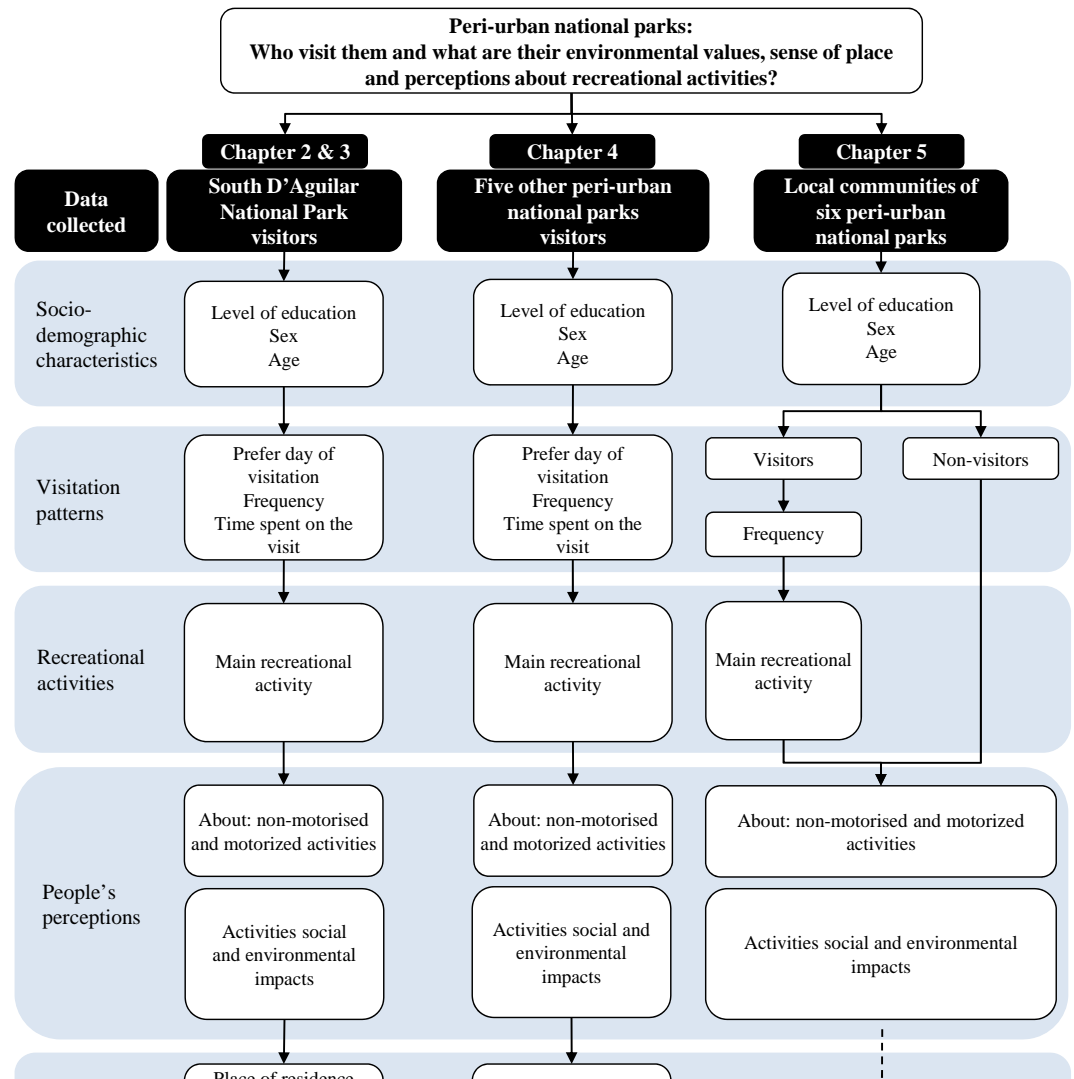 Peri-urban national parks:
Who visit them and what are their environmental values, sense of place
and perceptions about recreational activities?
Chapter 2 & 3
Chapter 4
Chapter 5
Data
collected
South D'Aguilar
National Park
visitors
Five other peri-urban
national parks
visitors
Local communities of
six peri-urban
national parks
Socio-
demographic
characteristics
Level of education
Sex
Age
Level of education
Sex
Age
Level of education
Sex
Age
Visitation
patterns
Prefer day of
visitation
Frequency
Time spent on the
visit
Prefer day of
visitation
Frequency
Time spent on the
visit
Visitors
Non-visitors
Frequency
Recreational
activities
Main recreational
activity
Main recreational
activity
Main recreational
activity
People's
perceptions
About: non-motorised
and motorized activities
About: non-motorised
and motorized activities
About: non-motorised and motorized
activities
Activities social
and environmental
impacts
Activities social and
environmental
impacts
Activities social and environmental
impacts
Place of residence